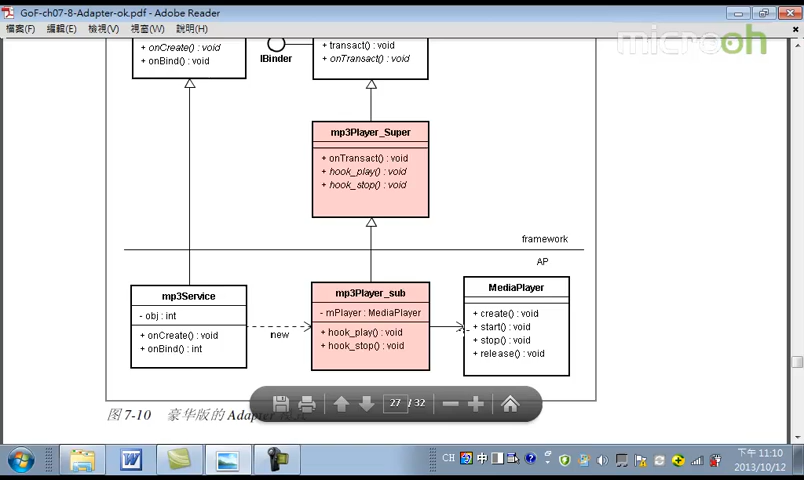 GoF-ch07-8-Adapter-ok.pdf - Adobe Reader
檔案(F) 編輯(E) 檢視(V) 視窗(W) 說明(H)
microoh
+ onCreate() : void
+ onBind() : void
IBinder
+ transact() : void
+ onTransact() : void
mp3Player_Super
+ onTransact() : void
+ hook_play() : void
+ hook_stop() : void
framework
AP
mp3Service
- obj : int
+ onCreate() : void
+ onBind() : int
new
mp3Player_sub
- mPlayer : MediaPlayer
+ hook_play() : void
+ hook_stop() : void
MediaPlayer
+ create() : void
+ start() : void
+ stop() : void
+ release() : void
27 / 32
图 7-10 豪华版的 Adapter
CH 中
下午 11:10
2013/10/12